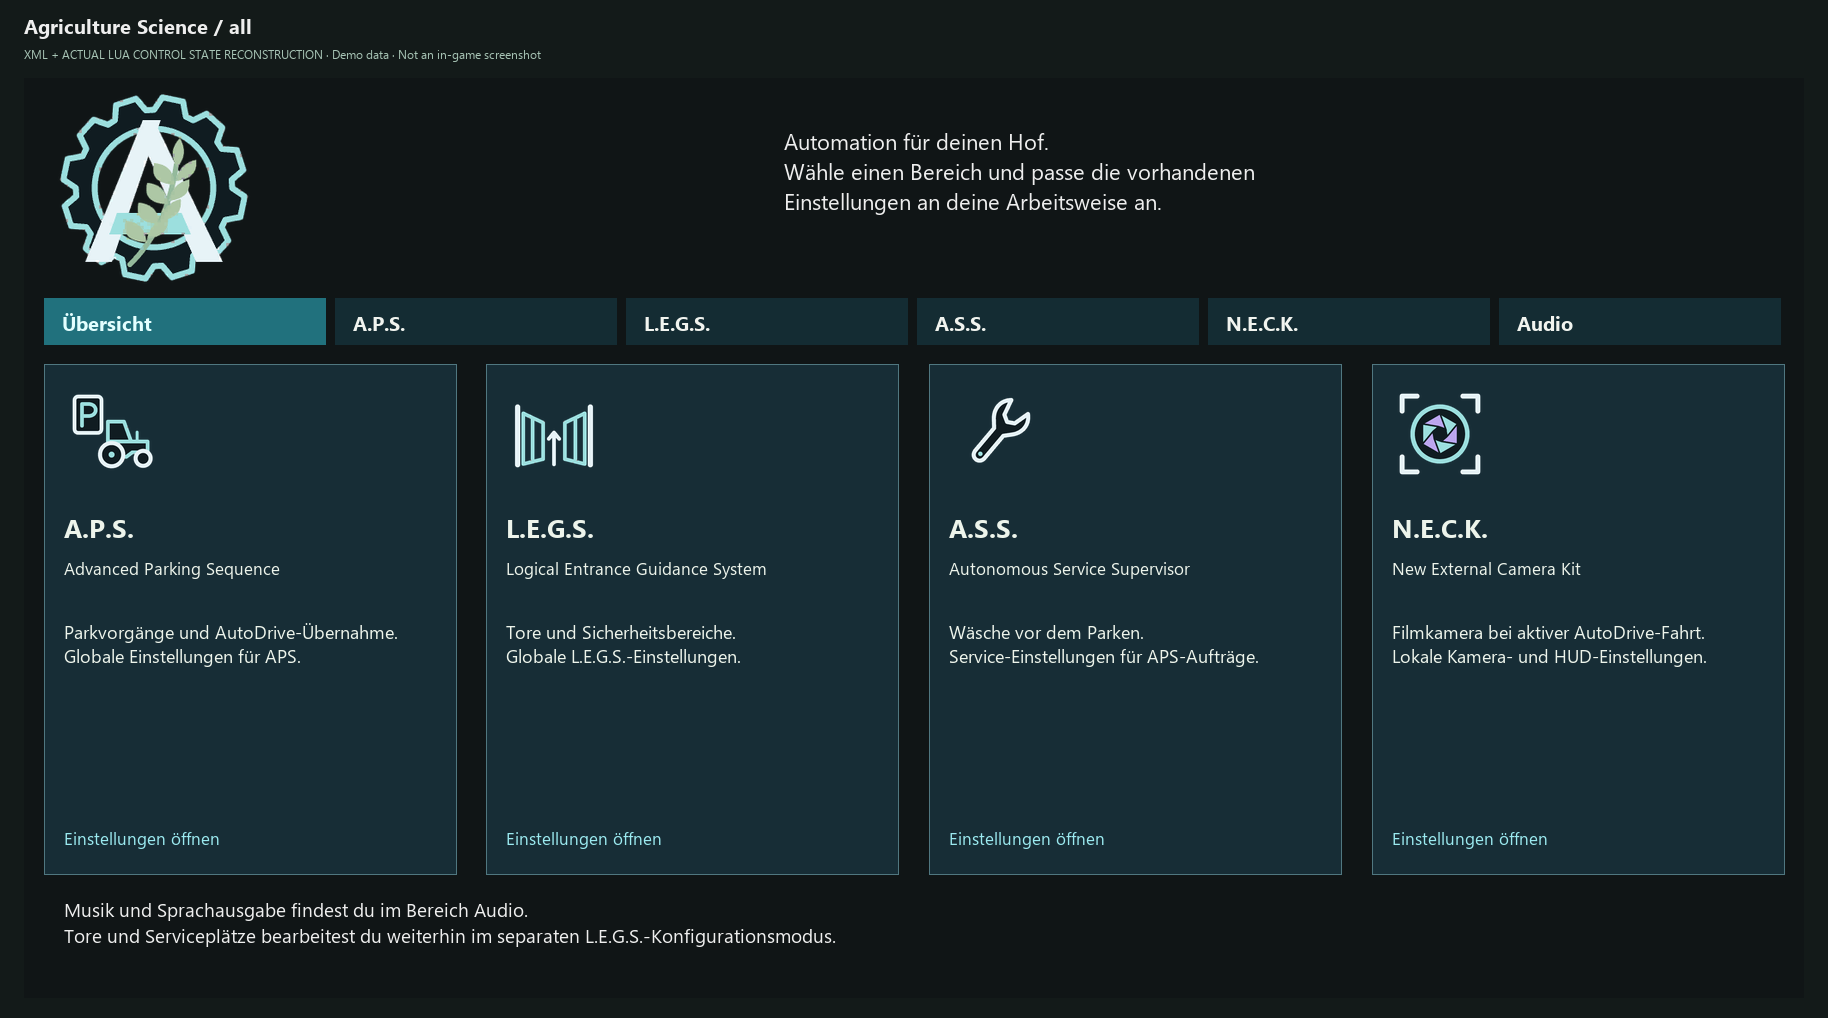 Agriculture Science / all
XML + ACTUAL LUA CONTROL STATE RECONSTRUCTION · Demo data · Not an in-game screenshot
A
Automation für deinen Hof.
Wähle einen Bereich und passe die vorhandenen
Einstellungen an deine Arbeitsweise an.
Übersicht
A.P.S.
L.E.G.S.
A.S.S.
N.E.C.K.
Audio
P
A.P.S.
Advanced Parking Sequence
Parkvorgänge und AutoDrive-Übernahme.
Globale Einstellungen für APS.
Einstellungen öffnen
L.E.G.S.
Logical Entrance Guidance System
Tore und Sicherheitsbereiche.
Globale L.E.G.S.-Einstellungen.
Einstellungen öffnen
A.S.S.
Autonomous Service Supervisor
Wäsche vor dem Parken.
Service-Einstellungen für APS-Aufträge.
Einstellungen öffnen
N.E.C.K.
New External Camera Kit
Filmkamera bei aktiver AutoDrive-Fahrt.
Lokale Kamera- und HUD-Einstellungen.
Einstellungen öffnen
Musik und Sprachausgabe findest du im Bereich Audio.
Tore und Serviceplätze bearbeitest du weiterhin im separaten L.E.G.S.-Konfigurationsmodus.